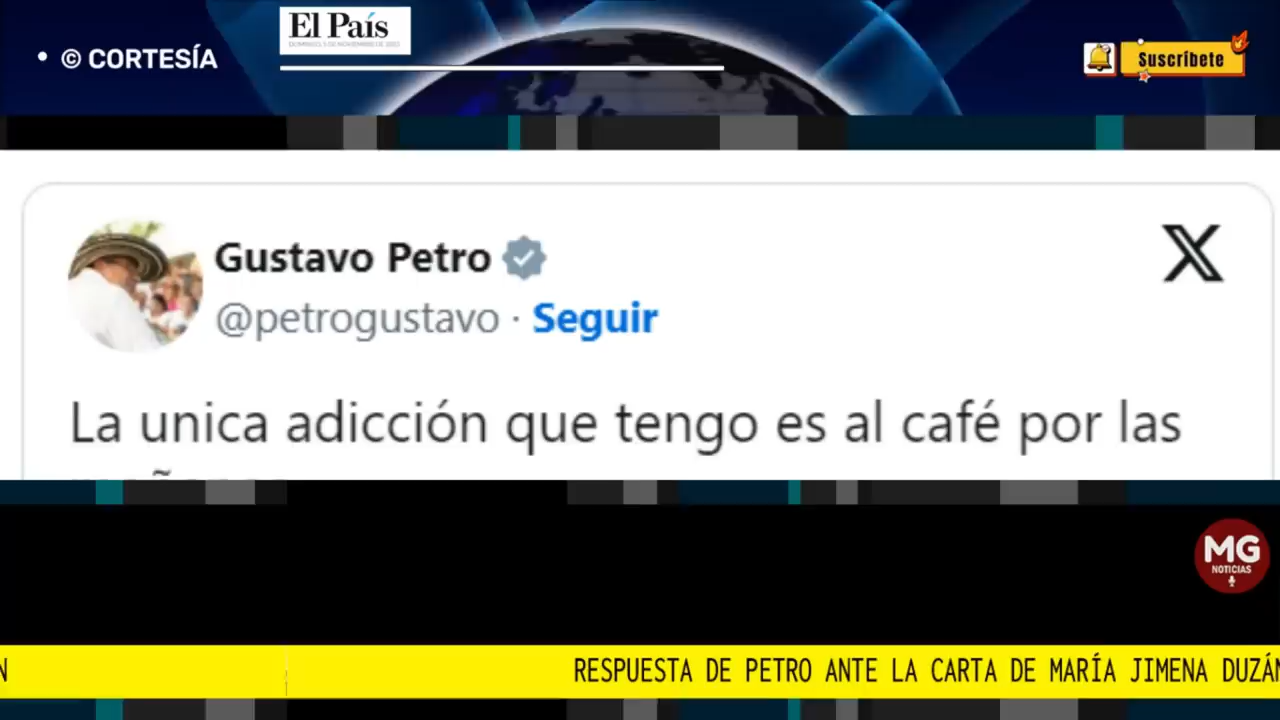 • © CORTESÍA
El País
Suscríbete
Gustavo Petro
@petrogustavo · Seguir
La unica adicción que tengo es al café por las
MG
NOTICIAS
N
RESPUESTA DE PETRO ANTE LA CARTA DE MARÍA JIMENA DUZÁN